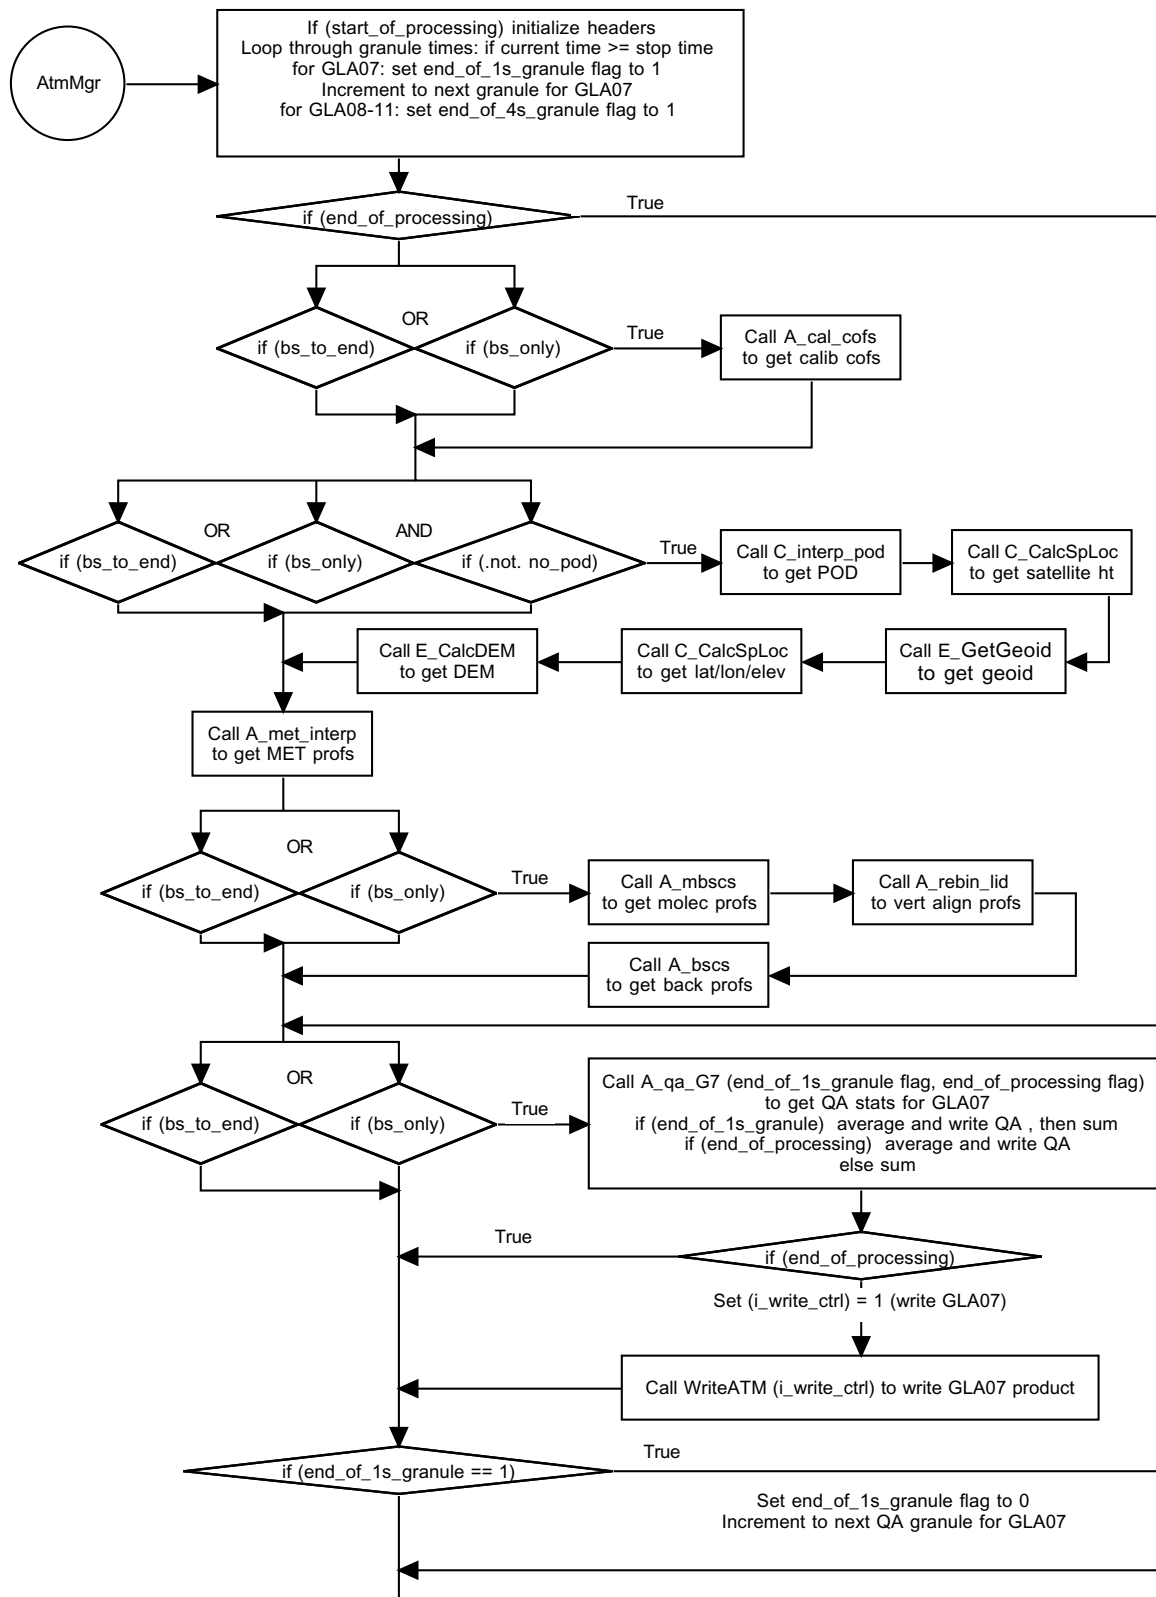 AtmMgr
If (start_of_processing) initialize headers
Loop through granule times: if current time >= stop time
for GLA07: set end_of_1s_granule flag to 1
Increment to next granule for GLA07
for GLA08-11: set end_of_4s_granule flag to 1
if (end_of_processing)
True
if (bs_to_end)
OR
if (bs_only)
True
Call A_cal_cofs
to get calib cofs
if (bs_to_end)
OR
if (bs_only)
AND
if (.not. no_pod)
True
Call C_interp_pod
to get POD
Call C_CalcSpLoc
to get satellite ht
Call E_CalcDEM
to get DEM
Call C_CalcSpLoc
to get lat/lon/elev
Call E_GetGeoid
to get geoid
Call A_met_interp
to get MET profs
if (bs_to_end)
OR
if (bs_only)
True
Call A_mbscs
to get molec profs
Call A_rebin_lid
to vert align profs
Call A_bscs
to get back profs
if (bs_to_end)
OR
if (bs_only)
True
Call A_qa_G7 (end_of_1s_granule flag, end_of_processing flag)
to get QA stats for GLA07
if (end_of_1s_granule) average and write QA , then sum
if (end_of_processing) average and write QA
else sum
True
if (end_of_processing)
Set (i_write_ctrl) = 1 (write GLA07)
Call WriteATM (i_write_ctrl) to write GLA07 product
if (end_of_1s_granule == 1)
True
Set end_of_1s_granule flag to 0
Increment to next QA granule for GLA07